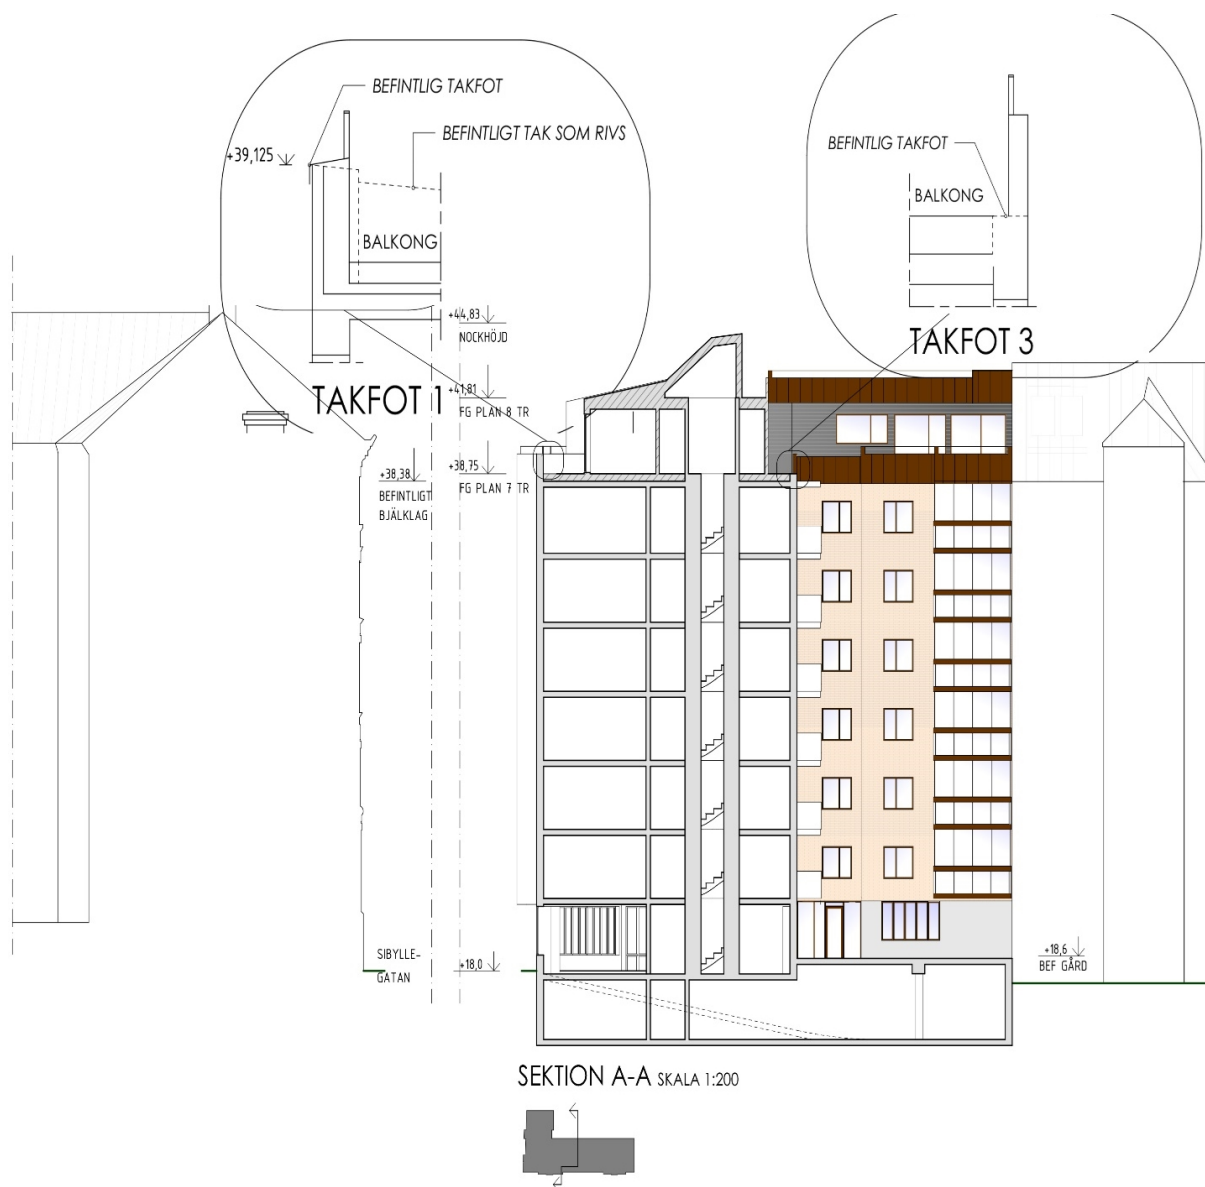 BEFINTLIG TAKFOT
BEFINTLIGT TAK SOM RIVS
+39,125
BALKONG
TAKFOT 1
BEFINTLIG TAKFOT
BALKONG
TAKFOT 3
+44,83
NOCKHÖJD
+41,81
FG PLAN 8 TR
+38,75
FG PLAN 7 TR
+38,38
BEFINTLIGT
BJÄLKLAG
SIBYLLE-
GATAN
+18,0
+18,6
BEF GÅRD
SEKTION A-A SKALA 1:200